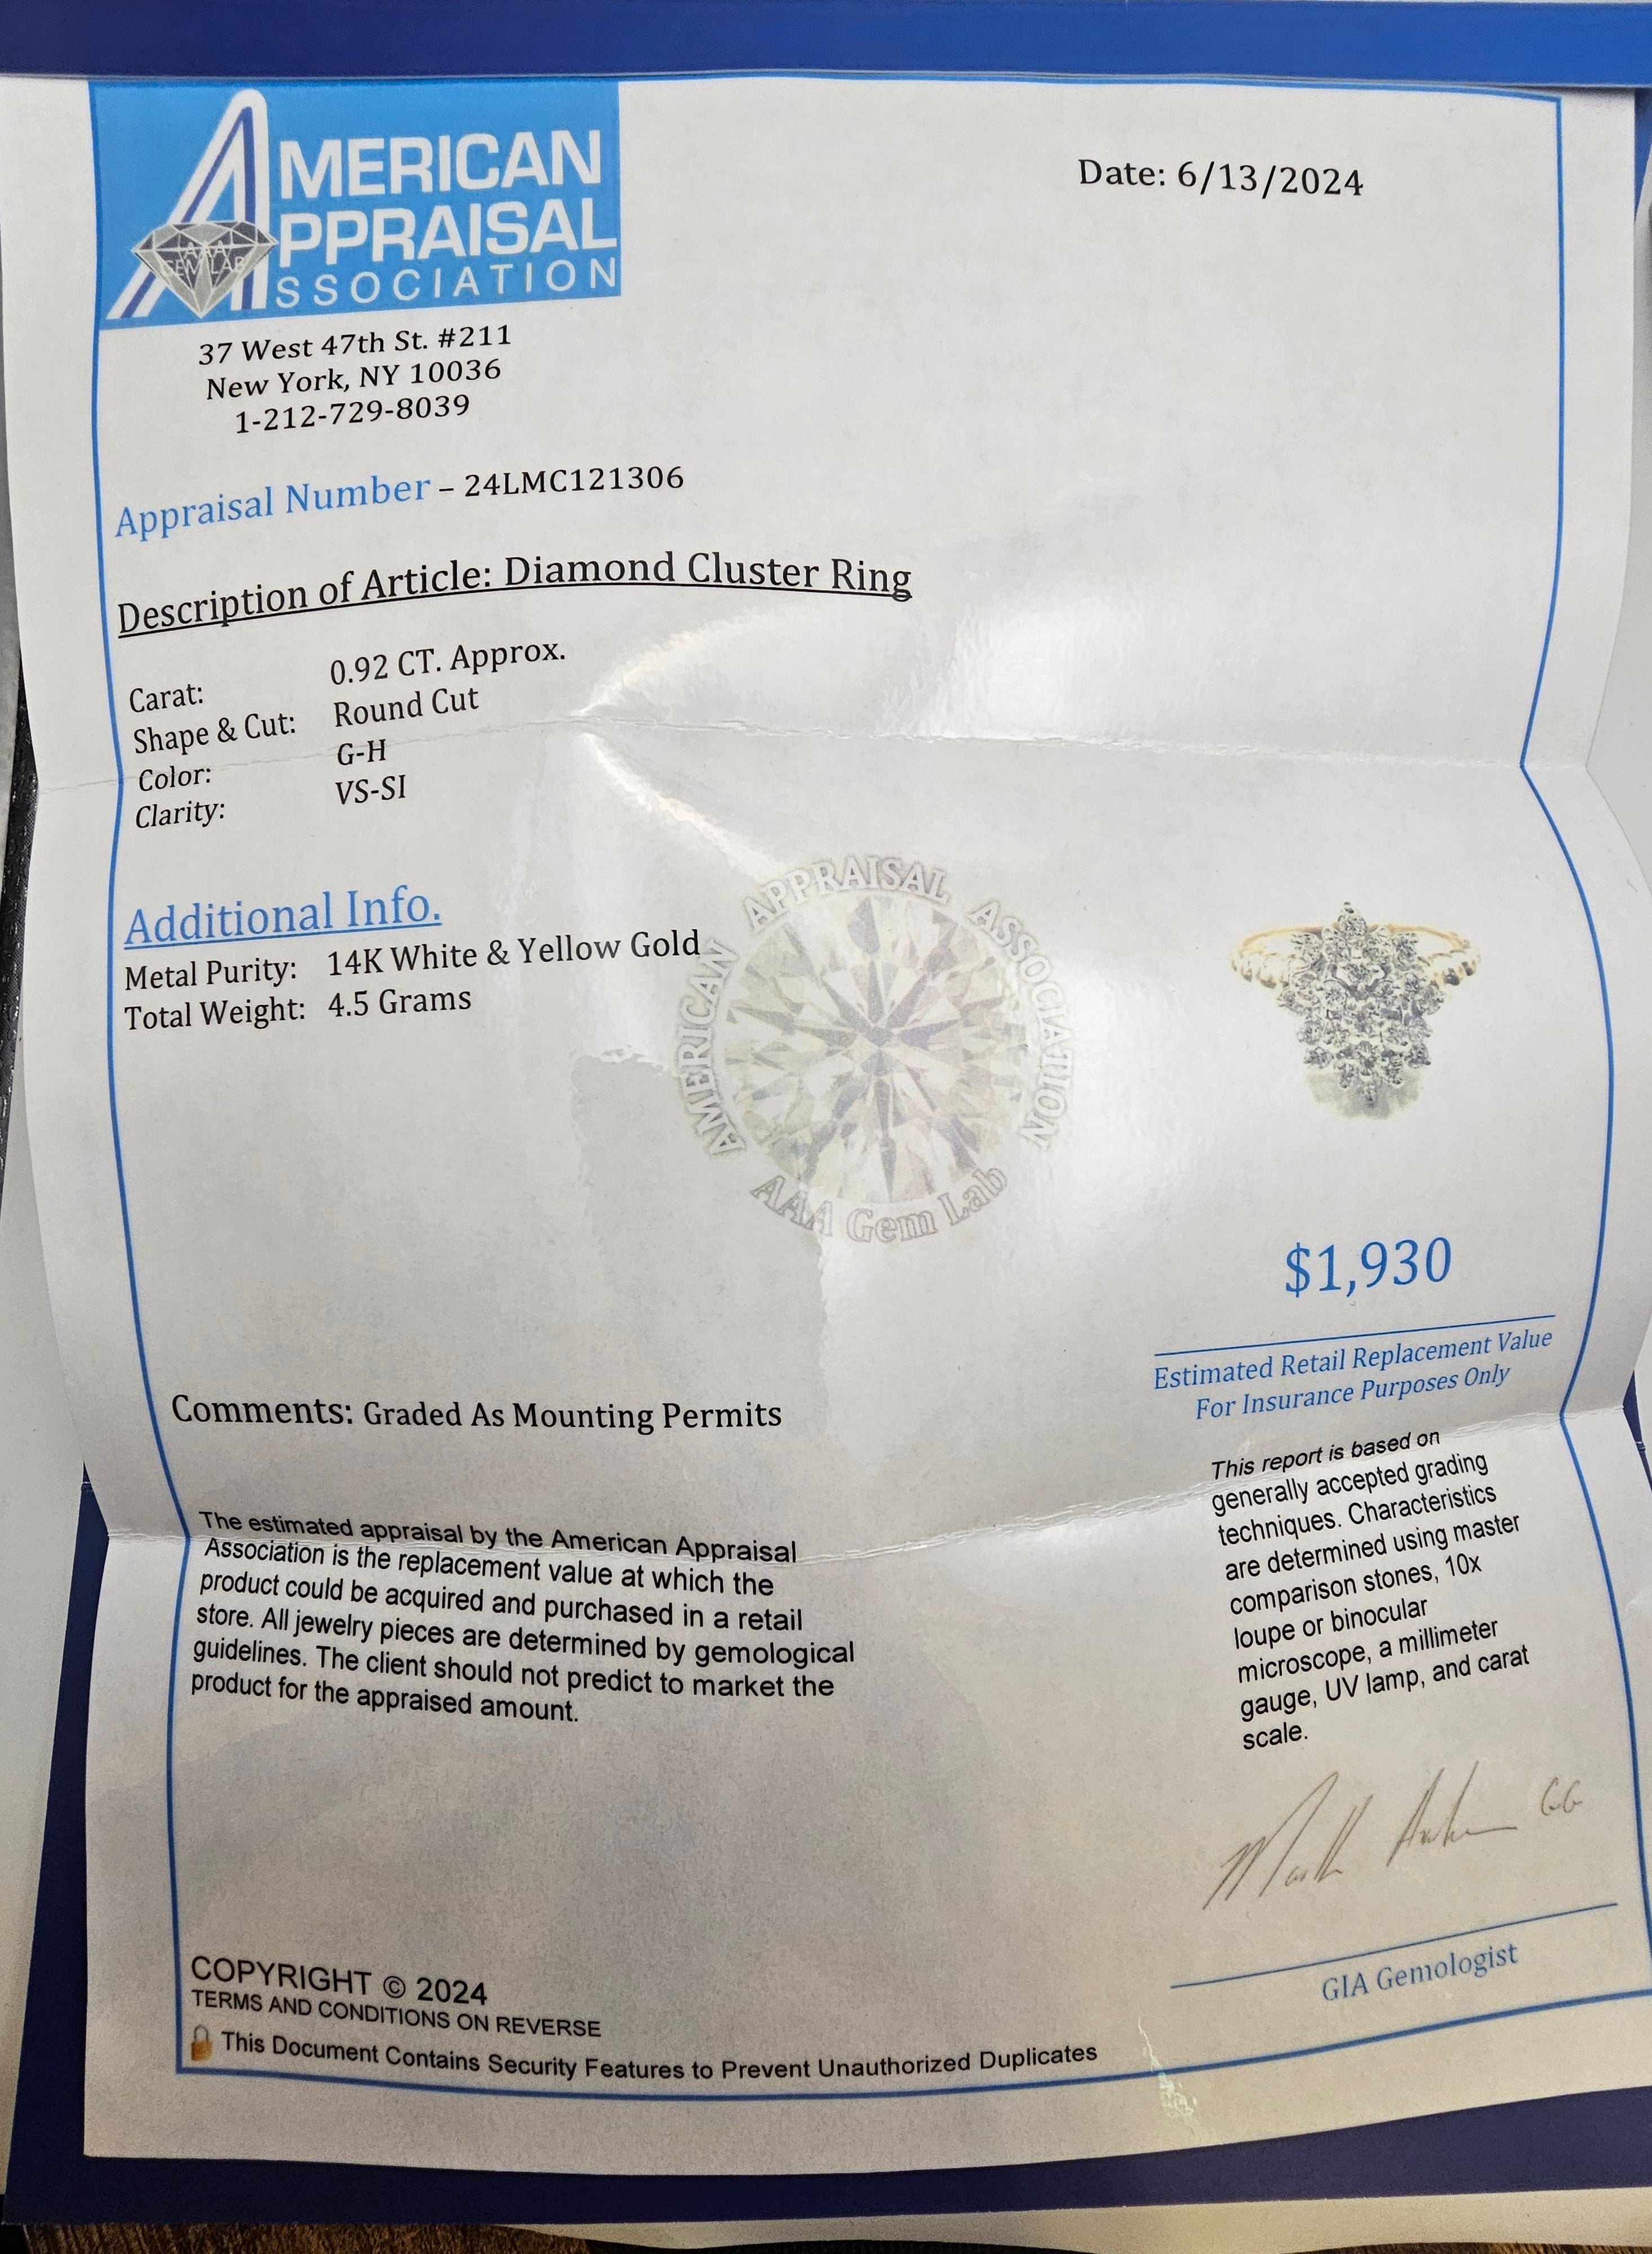 AMERICAN
APPRAISAL
ASSOCIATION
AAA
GEM LAB
Date: 6/13/2024
37 West 47th St. #211
New York, NY 10036
1-212-729-8039
Appraisal Number – 24LMC121306
Description of Article: Diamond Cluster Ring
Carat: 0.92 CT. Approx.
Shape & Cut: Round Cut
Color: G-H
Clarity: VS-SI
Additional Info.
Metal Purity: 14K White & Yellow Gold
Total Weight: 4.5 Grams
AMERICAN APPRAISAL ASSOCIATION
AAA Gem Lab
$1,930
Estimated Retail Replacement Value
For Insurance Purposes Only
Comments: Graded As Mounting Permits
The estimated appraisal by the American Appraisal
Association is the replacement value at which the
product could be acquired and purchased in a retail
store. All jewelry pieces are determined by gemological
guidelines. The client should not predict to market the
product for the appraised amount.
This report is based on
generally accepted grading
techniques. Characteristics
are determined using master
comparison stones, 10x
loupe or binocular
microscope, a millimeter
gauge, UV lamp, and carat
scale.
GG
GIA Gemologist
COPYRIGHT © 2024
TERMS AND CONDITIONS ON REVERSE
This Document Contains Security Features to Prevent Unauthorized Duplicates